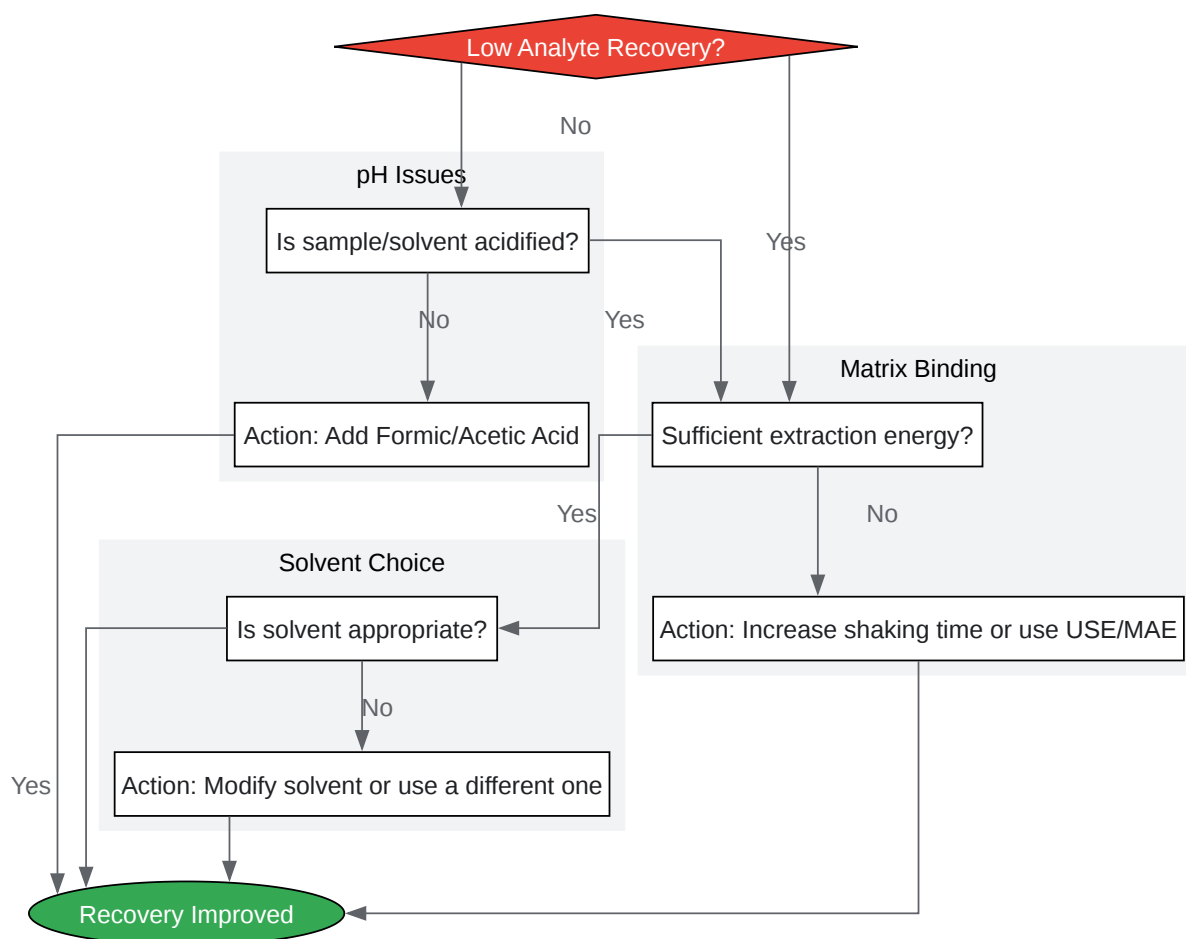 Low Analyte Recovery?
No
pH Issues
Is sample/solvent acidified?
Yes
No
Yes
Matrix Binding
Action: Add Formic/Acetic Acid
Sufficient extraction energy?
Yes
No
Solvent Choice
Is solvent appropriate?
Action: Increase shaking time or use USE/MAE
No
Yes
Action: Modify solvent or use a different one
Recovery Improved